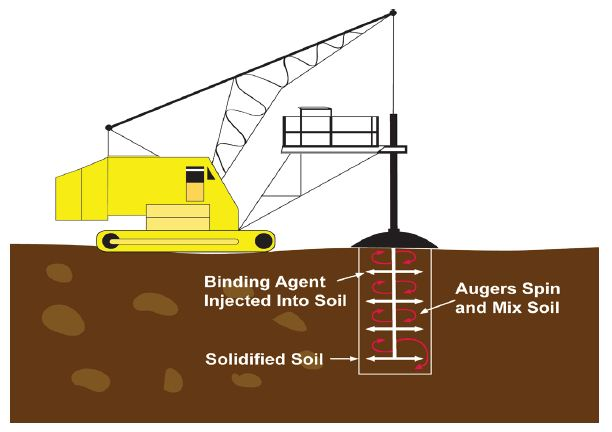 Binding Agent
Injected Into Soil
Augers Spin
and Mix Soil
Solidified Soil